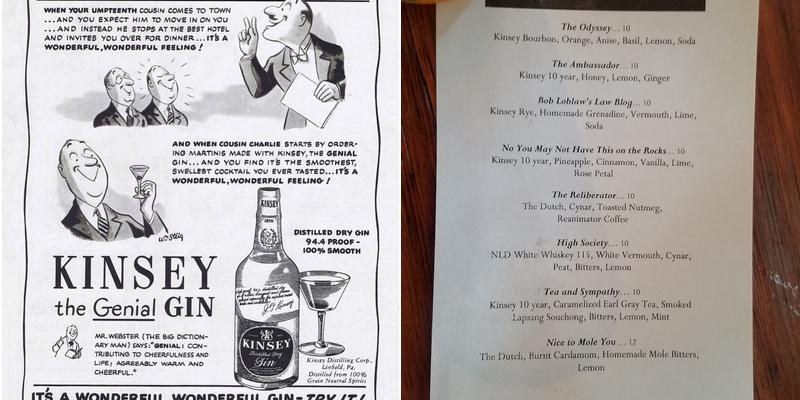 WHEN YOUR UMPTEENTH COUSIN COMES TO TOWN
...AND YOU EXPECT HIM TO MOVE IN ON YOU
...AND INSTEAD HE STOPS AT THE BEST HOTEL
AND INVITES YOU OVER FOR DINNER...IT'S A
WONDERFUL, WONDERFUL FEELING!
AND WHEN COUSIN CHARLIE STARTS BY ORDER-
ING MARTINIS MADE WITH KINSEY, THE GENIAL
GIN...AND YOU FIND IT'S THE SMOOTHEST,
SWELLEST COCKTAIL YOU EVER TASTED...IT'S A
WONDERFUL, WONDERFUL FEELING!
DISTILLED DRY GIN
94.4 PROOF-
100% SMOOTH
KINSEY
the Genial GIN
MR. WEBSTER (THE BIG DICTION-
ARY MAN) SAYS: "GENIAL: CON-
TRIBUTING TO CHEERFULNESS AND
LIFE; AGREEABLY WARM AND
CHEERFUL."
KINSEY
KINSEY
Distilled Dry
Gin
Kinsey Distilling Corp.,
Linfield, Pa.
Distilled from 100%
Grain Neutral Spirits
IT'S A WONDERFUL, WONDERFUL GIN-TRY IT!
The Odyssey... 10
Kinsey Bourbon, Orange, Anise, Basil, Lemon, Soda
The Ambassador... 10
Kinsey 10 year, Honey, Lemon, Ginger
Bob Loblaw's Law Blog... 10
Kinsey Rye, Homemade Grenadine, Vermouth, Lime,
Soda
No You May Not Have This on the Rocks... 10
Kinsey 10 year, Pineapple, Cinnamon, Vanilla, Lime,
Rose Petal
The Reliberator... 10
The Dutch, Cynar, Toasted Nutmeg,
Reanimator Coffee
High Society... 10
NLD White Whiskey 115, White Vermouth, Cynar,
Peat, Bitters, Lemon
Tea and Sympathy... 10
Kinsey 10 year, Caramelized Earl Gray Tea, Smoked
Lapsang Souchong, Bitters, Lemon, Mint
Nice to Mole You... 12
The Dutch, Burnt Cardamom, Homemade Mole Bitters,
Lemon